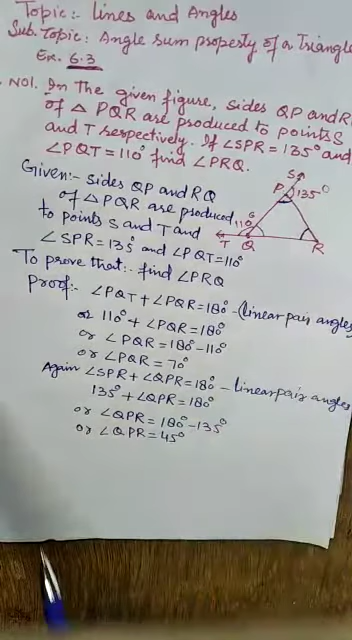 Topic:- Lines and Angles
Sub.Topic: Angle sum property of a Triangle
Ex. 6.3
No1. In the given figure, sides QP and R
of △ PQR are produced to points S
and T respectively. If ∠SPR = 135° and
∠PQT = 110° find ∠PRQ.
Given:- Sides QP and RQ
of △PQR are produced
to points S and T and
∠SPR = 135° and ∠PQT = 110°
S
P
135°
110°
T
Q
R
To prove that:- find ∠PRQ
Proof:- ∠PQT + ∠PQR = 180° - (linear pair angles
or 110° + ∠PQR = 180°
or ∠PQR = 180° - 110°
or ∠PQR = 70°
Again ∠SPR + ∠QPR = 180° - linear pair angles
135° + ∠QPR = 180°
or ∠QPR = 180° - 135°
or ∠QPR = 45°